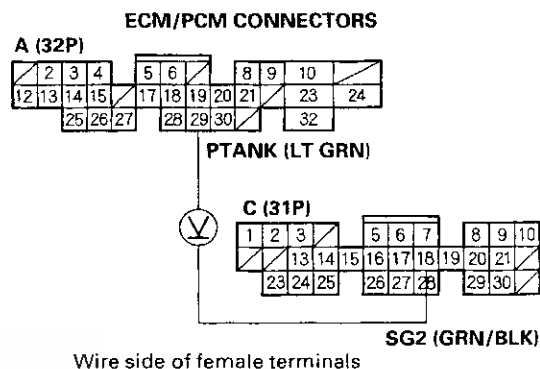 ECM/PCM CONNECTORS
A (32P)
2 3 4 5 6 8 9 10
12 13 14 15 17 18 19 20 21 23 24
25 26 27 28 29 30 32
PTANK (LT GRN)
V
C (31P)
1 2 3 5 6 7 8 9 10
13 14 15 16 17 18 19 20 21
23 24 25 26 27 28 29 30
SG2 (GRN/BLK)
Wire side of female terminals